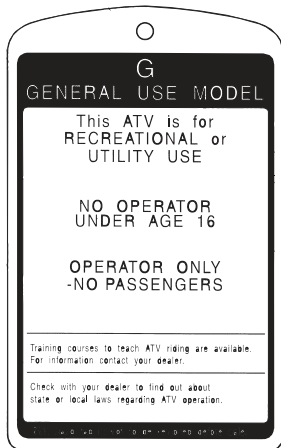 G
GENERAL USE MODEL
This ATV is for
RECREATIONAL or
UTILITY USE
NO OPERATOR
UNDER AGE 16
OPERATOR ONLY
-NO PASSENGERS
Training courses to teach ATV riding are available.
For information contact your dealer.
Check with your dealer to find out about
state or local laws regarding ATV operation.